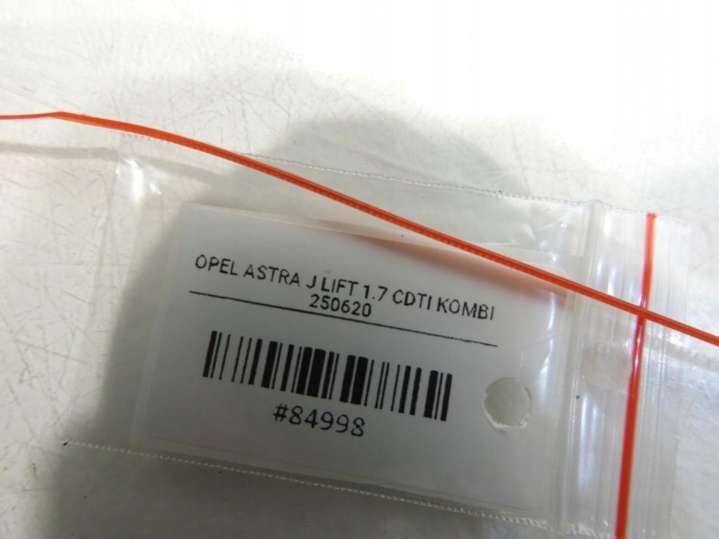 OPEL ASTRA J LIFT 1.7 CDTI KOMBI
250620
#84998